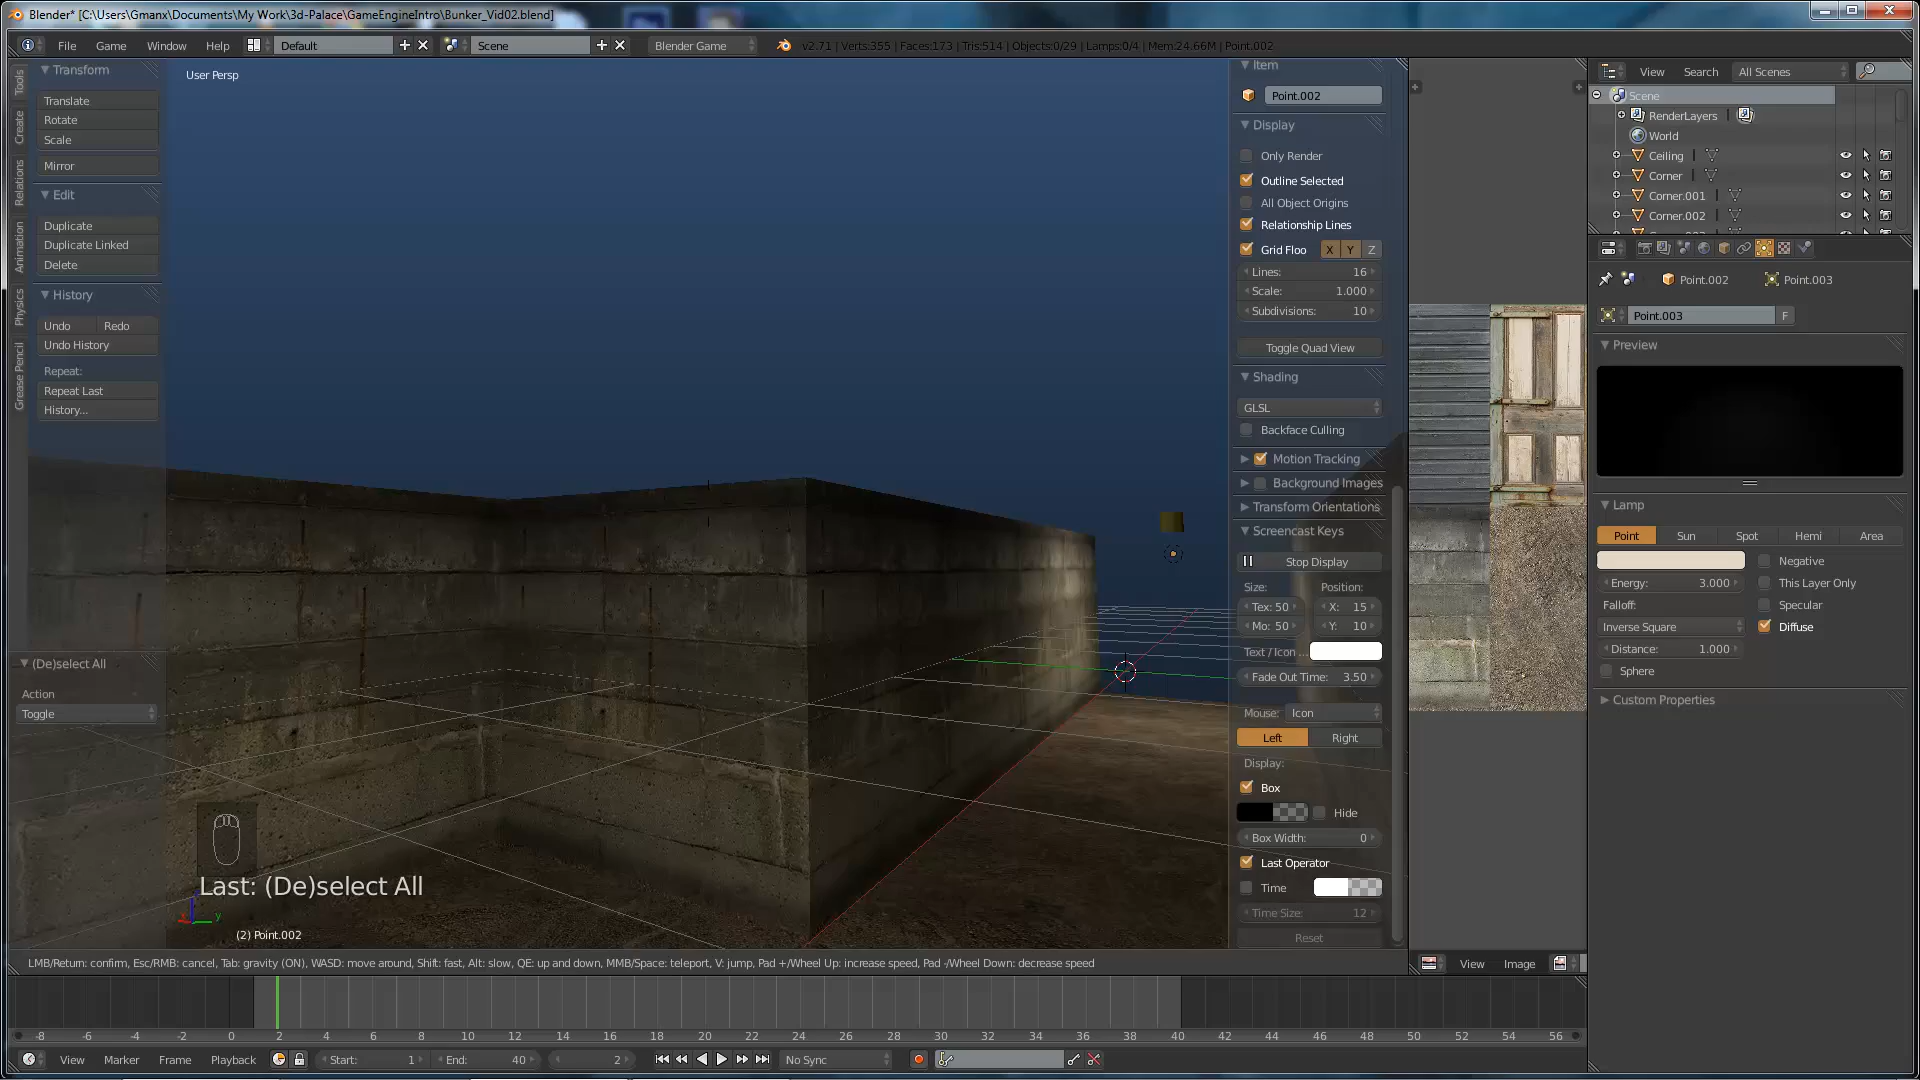 Blender* [C:\Users\Gmanx\Documents\My Work\3d-Palace\GameEngineIntro\Bunker_Vid02.blend]
File Game Window Help Default Scene Blender Game v2.71 | Verts:355 | Faces:173 | Tris:514 | Objects:0/29 | Lamps:0/4 | Mem:24.66M | Point.002
Tools
Create
Relations
Animation
Physics
Grease Pencil
Transform
Translate
Rotate
Scale
Mirror
Edit
Duplicate
Duplicate Linked
Delete
History
Undo Redo
Undo History
Repeat:
Repeat Last
History...
(De)select All
Action
Toggle
User Persp
Last: (De)select All
y
(2) Point.002
Item
Point.002
Display
Only Render
Outline Selected
All Object Origins
Relationship Lines
Grid Floo X Y Z
Lines: 16
Scale: 1.000
Subdivisions: 10
Toggle Quad View
Shading
GLSL
Backface Culling
Motion Tracking
Background Images
Transform Orientations
Screencast Keys
Stop Display
Size: Position:
Tex: 50 X: 15
Mo: 50 Y: 10
Text / Icon ...
Fade Out Time: 3.50
Mouse: Icon
Left Right
Display:
Box
Hide
Box Width: 0
Last Operator
Time
Time Size: 12
Reset
View Search All Scenes
Scene
RenderLayers
World
Ceiling
Corner
Corner.001
Corner.002
Point.002 Point.003
Point.003 F
Preview
Lamp
Point Sun Spot Hemi Area
Negative
Energy: 3.000 This Layer Only
Falloff: Specular
Inverse Square Diffuse
Distance: 1.000
Sphere
Custom Properties
LMB/Return: confirm, Esc/RMB: cancel, Tab: gravity (ON), WASD: move around, Shift: fast, Alt: slow, QE: up and down, MMB/Space: teleport, V: jump, Pad +/Wheel Up: increase speed, Pad -/Wheel Down: decrease speed
View Image
-8 -6 -4 -2 0 2 4 6 8 10 12 14 16 18 20 22 24 26 28 30 32 34 36 38 40 42 44 46 48 50 52 54 56
View Marker Frame Playback Start: 1 End: 40 2 No Sync